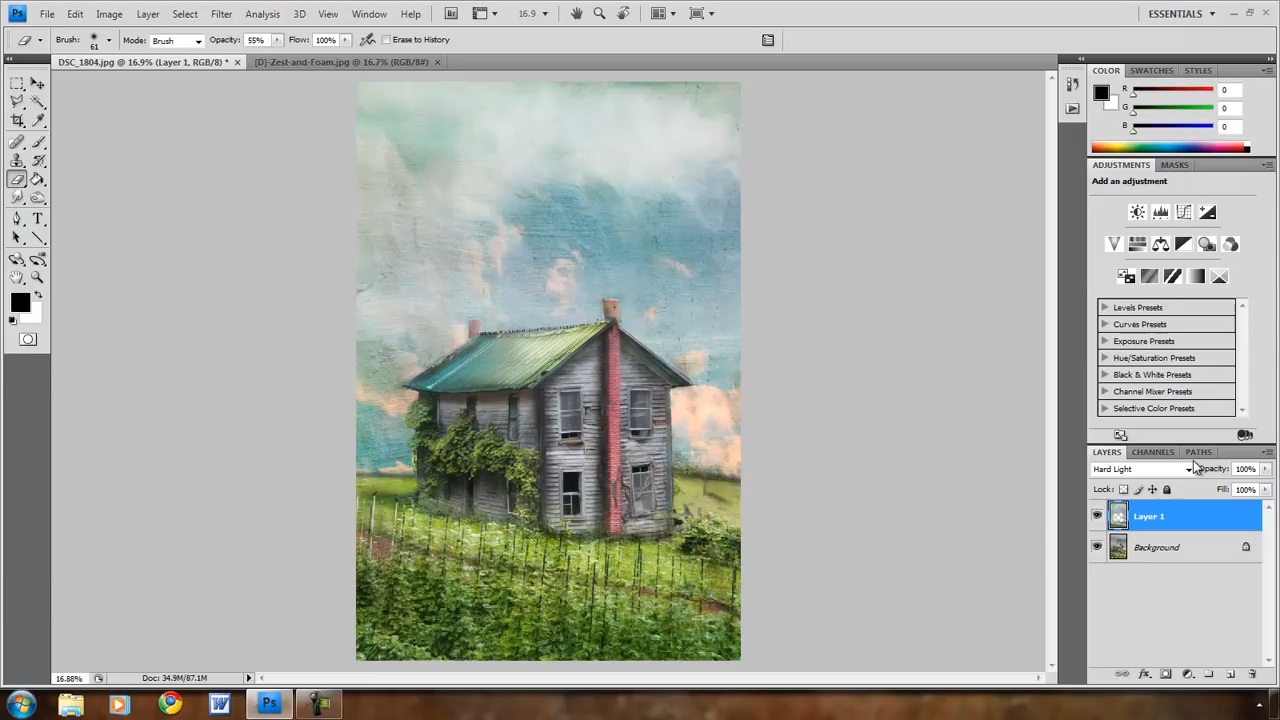 Ps File Edit Image Layer Select Filter Analysis 3D View Window Help Br 16.9 ESSENTIALS
Brush: 61 Mode: Brush Opacity: 55% Flow: 100% Erase to History
DSC_1804.jpg @ 16.9% (Layer 1, RGB/8) * x [D]-Zest-and-Foam.jpg @ 16.7% (RGB/8#) x
COLOR SWATCHES STYLES
R 0
G 0
B 0
ADJUSTMENTS MASKS
Add an adjustment
Levels Presets
Curves Presets
Exposure Presets
Hue/Saturation Presets
Black & White Presets
Channel Mixer Presets
Selective Color Presets
LAYERS CHANNELS PATHS
Hard Light Opacity: 100%
Lock: Fill: 100%
Layer 1
Background
T
16.88% Doc: 34.9M/87.1M
W Ps